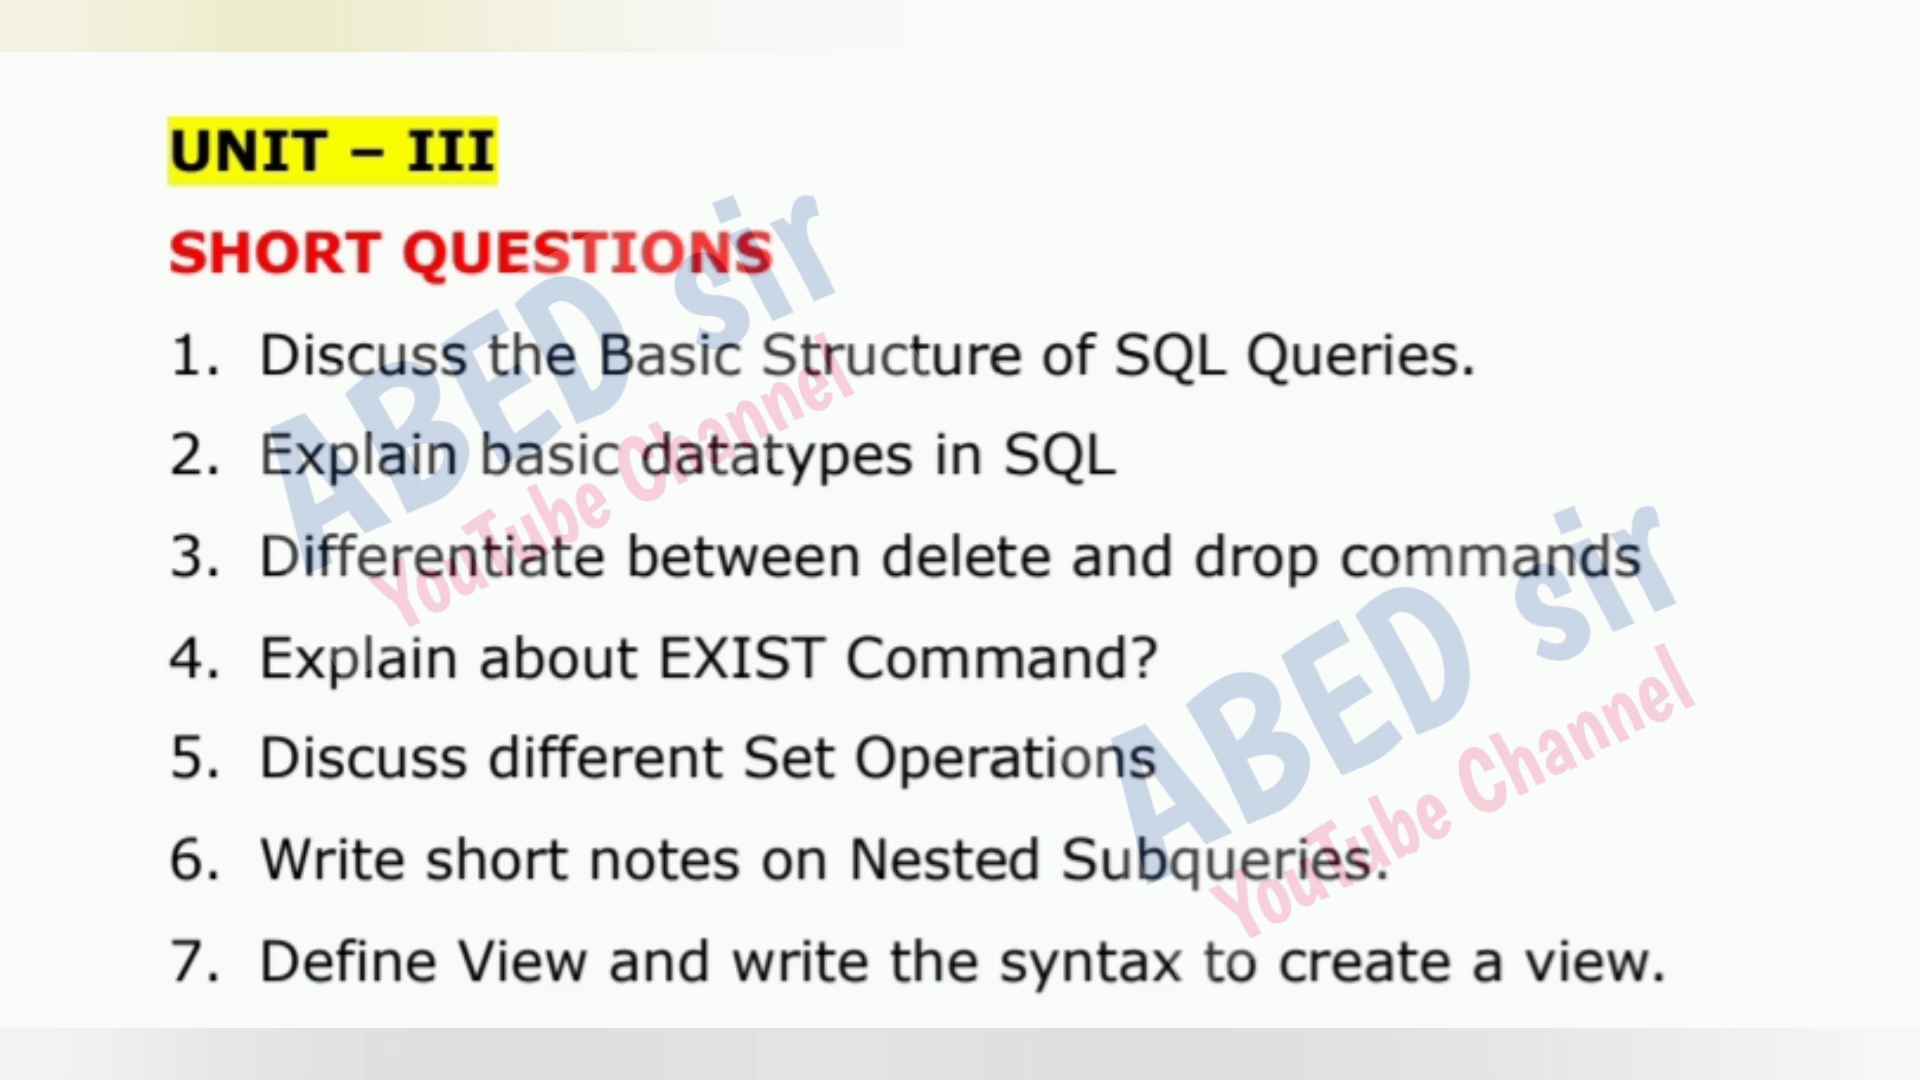 UNIT – III
SHORT QUESTIONS
1. Discuss the Basic Structure of SQL Queries.
2. Explain basic datatypes in SQL
3. Differentiate between delete and drop commands
4. Explain about EXIST Command?
5. Discuss different Set Operations
6. Write short notes on Nested Subqueries.
7. Define View and write the syntax to create a view.
ABED sir
YouTube Channel
ABED sir
YouTube Channel